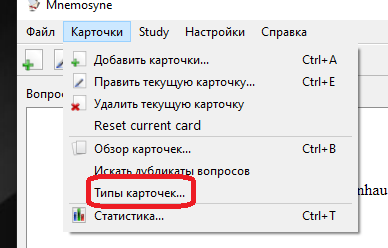 Mnemosyne
Файл Карточки Study Настройки Справка
Добавить карточки... Ctrl+A
Править текущую карточку... Ctrl+E
Удалить текущую карточку
Reset current card
Вопрос
Обзор карточек... Ctrl+B
Искать дубликаты вопросов
Типы карточек...
Статистика... Ctrl+T